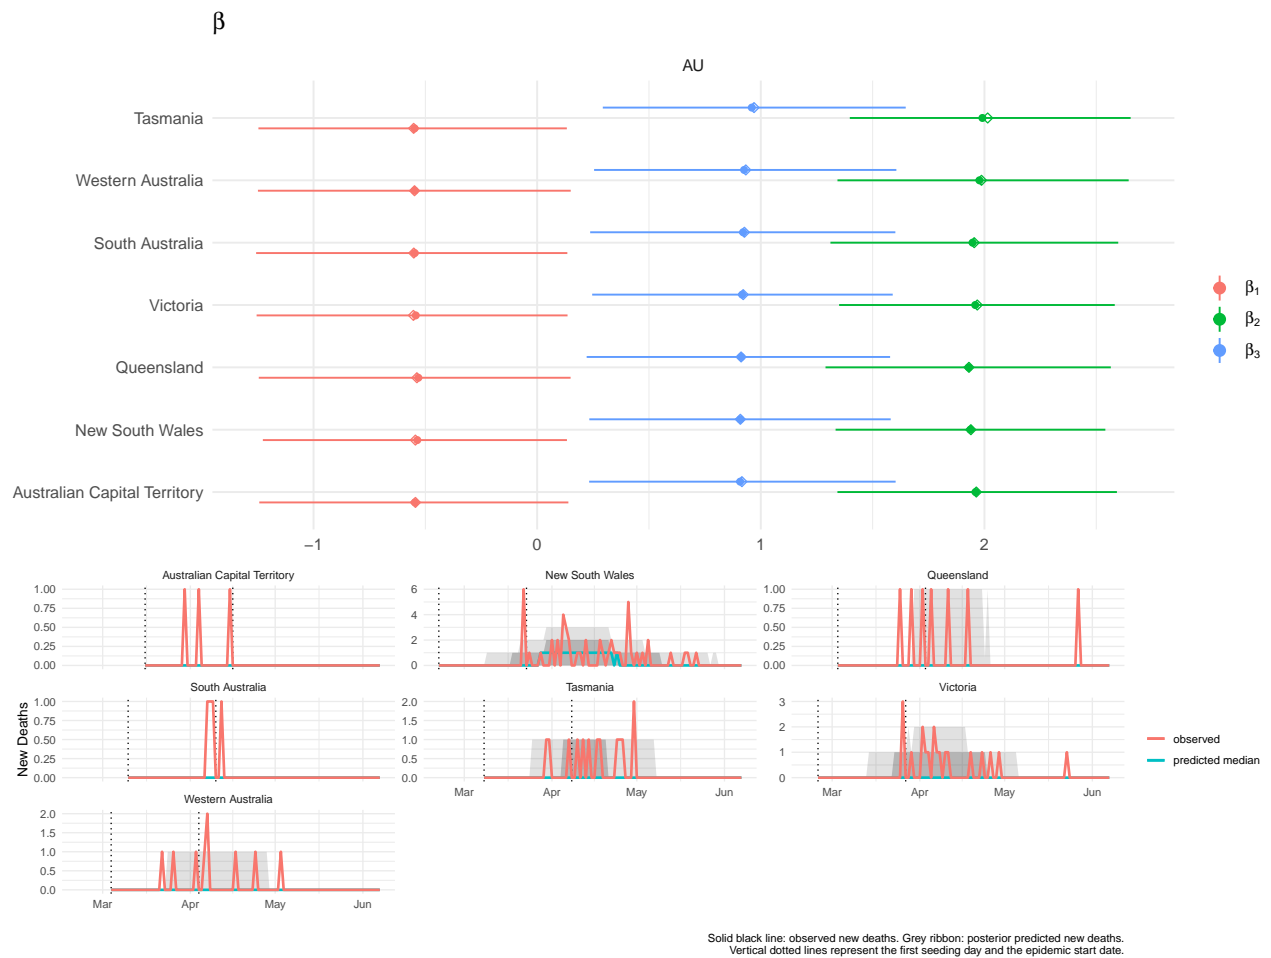 β
AU
Tasmania
Western Australia
South Australia
Victoria
Queensland
New South Wales
Australian Capital Territory
−1 0 1 2
β1
β2
β3
Australian Capital Territory
1.00
0.75
0.50
0.25
0.00
New South Wales
6
4
2
0
Queensland
1.00
0.75
0.50
0.25
0.00
New Deaths
South Australia
1.00
0.75
0.50
0.25
0.00
Tasmania
2.0
1.5
1.0
0.5
0.0
Mar Apr May Jun
Victoria
3
2
1
0
Mar Apr May Jun
Western Australia
2.0
1.5
1.0
0.5
0.0
Mar Apr May Jun
observed
predicted median
Solid black line: observed new deaths. Grey ribbon: posterior predicted new deaths.
Vertical dotted lines represent the first seeding day and the epidemic start date.